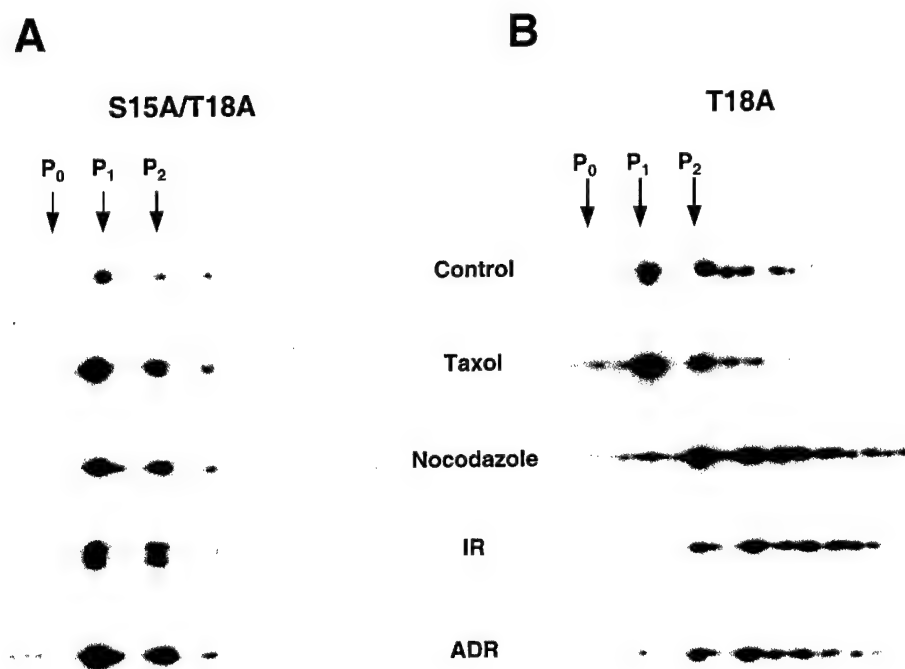 A
B
S15A/T18A
T18A
P0 P1 P2
P0 P1 P2
Control
Taxol
Nocodazole
IR
ADR